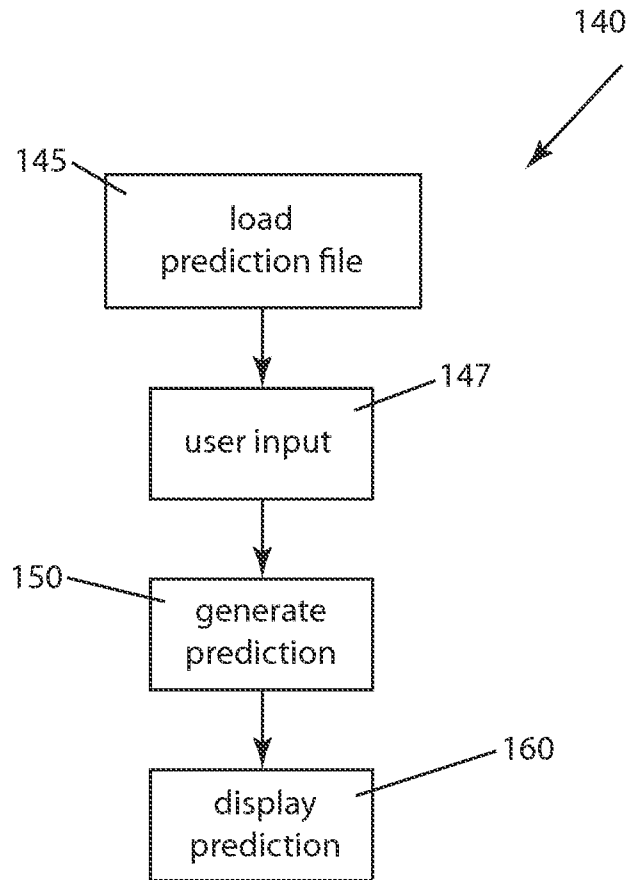 140
145
load
prediction file
147
user input
150
generate
prediction
160
display
prediction